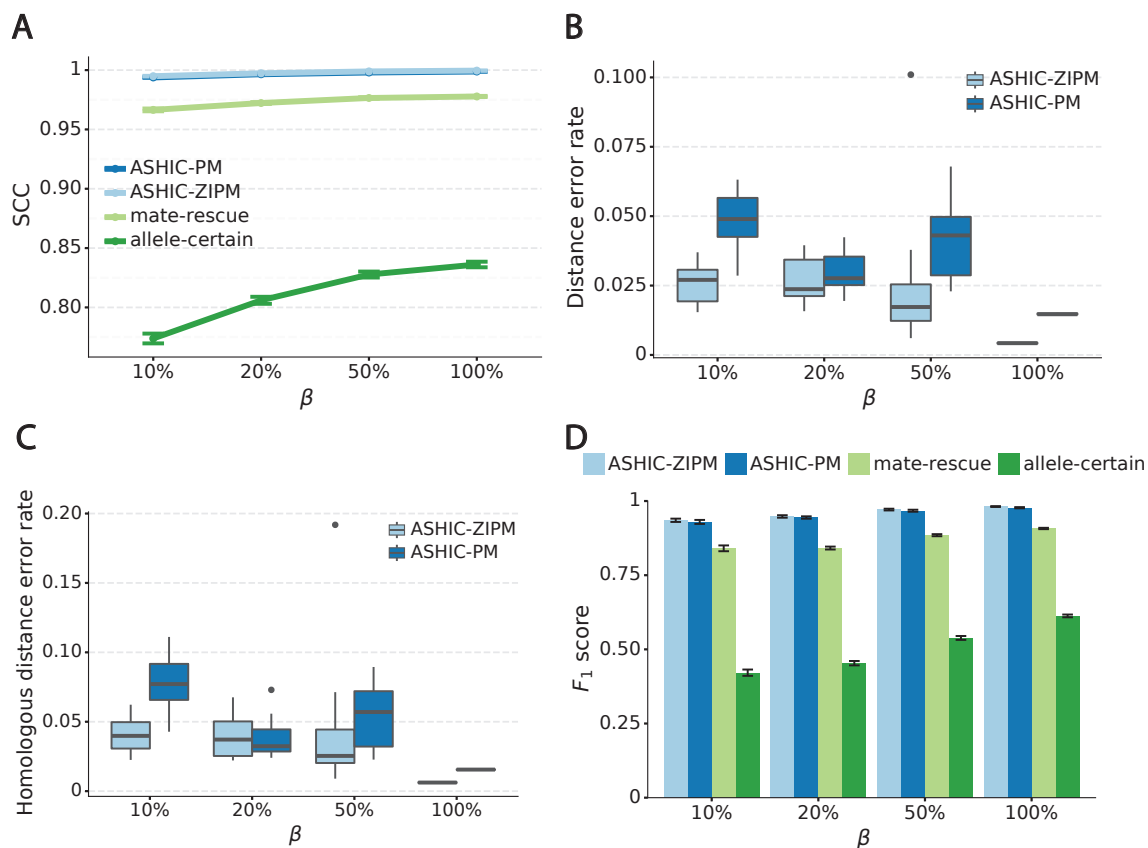 A
SCC
1
0.95
0.90
0.85
0.80
ASHIC-PM
ASHIC-ZIPM
mate-rescue
allele-certain
10% 20% 50% 100%
β
B
Distance error rate
0.100
0.075
0.050
0.025
0
ASHIC-ZIPM
ASHIC-PM
10% 20% 50% 100%
β
C
Homologous distance error rate
0.20
0.15
0.10
0.05
0
ASHIC-ZIPM
ASHIC-PM
10% 20% 50% 100%
β
D
ASHIC-ZIPM ASHIC-PM mate-rescue allele-certain
F₁ score
1
0.75
0.50
0.25
0
10% 20% 50% 100%
β